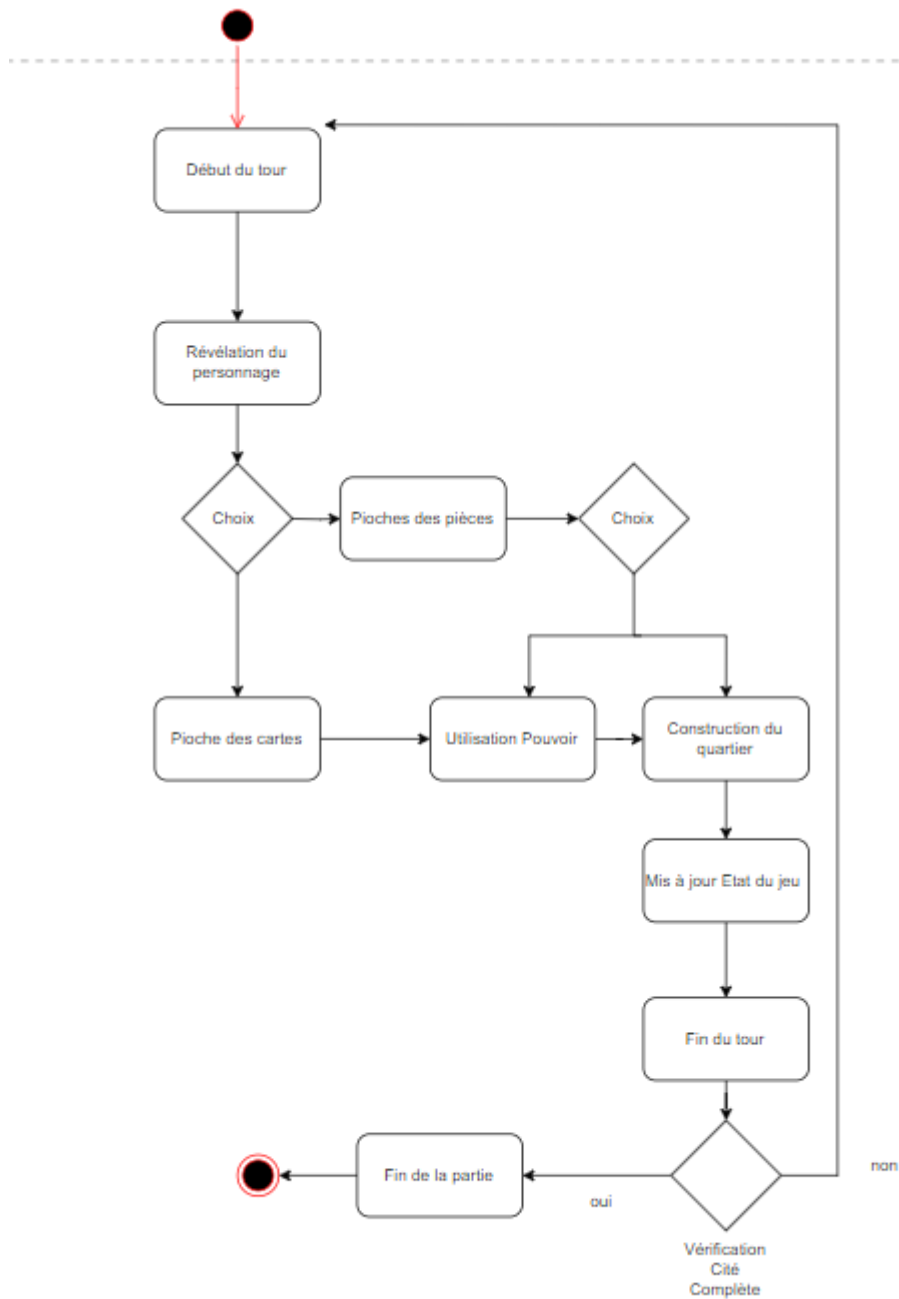 Début du tour
Révélation du
personnage
Choix
Pioches des pièces
Choix
Pioche des cartes
Utilisation Pouvoir
Construction du
quartier
Mis à jour Etat du jeu
Fin du tour
Fin de la partie
oui
non
Vérification
Cité
Complète